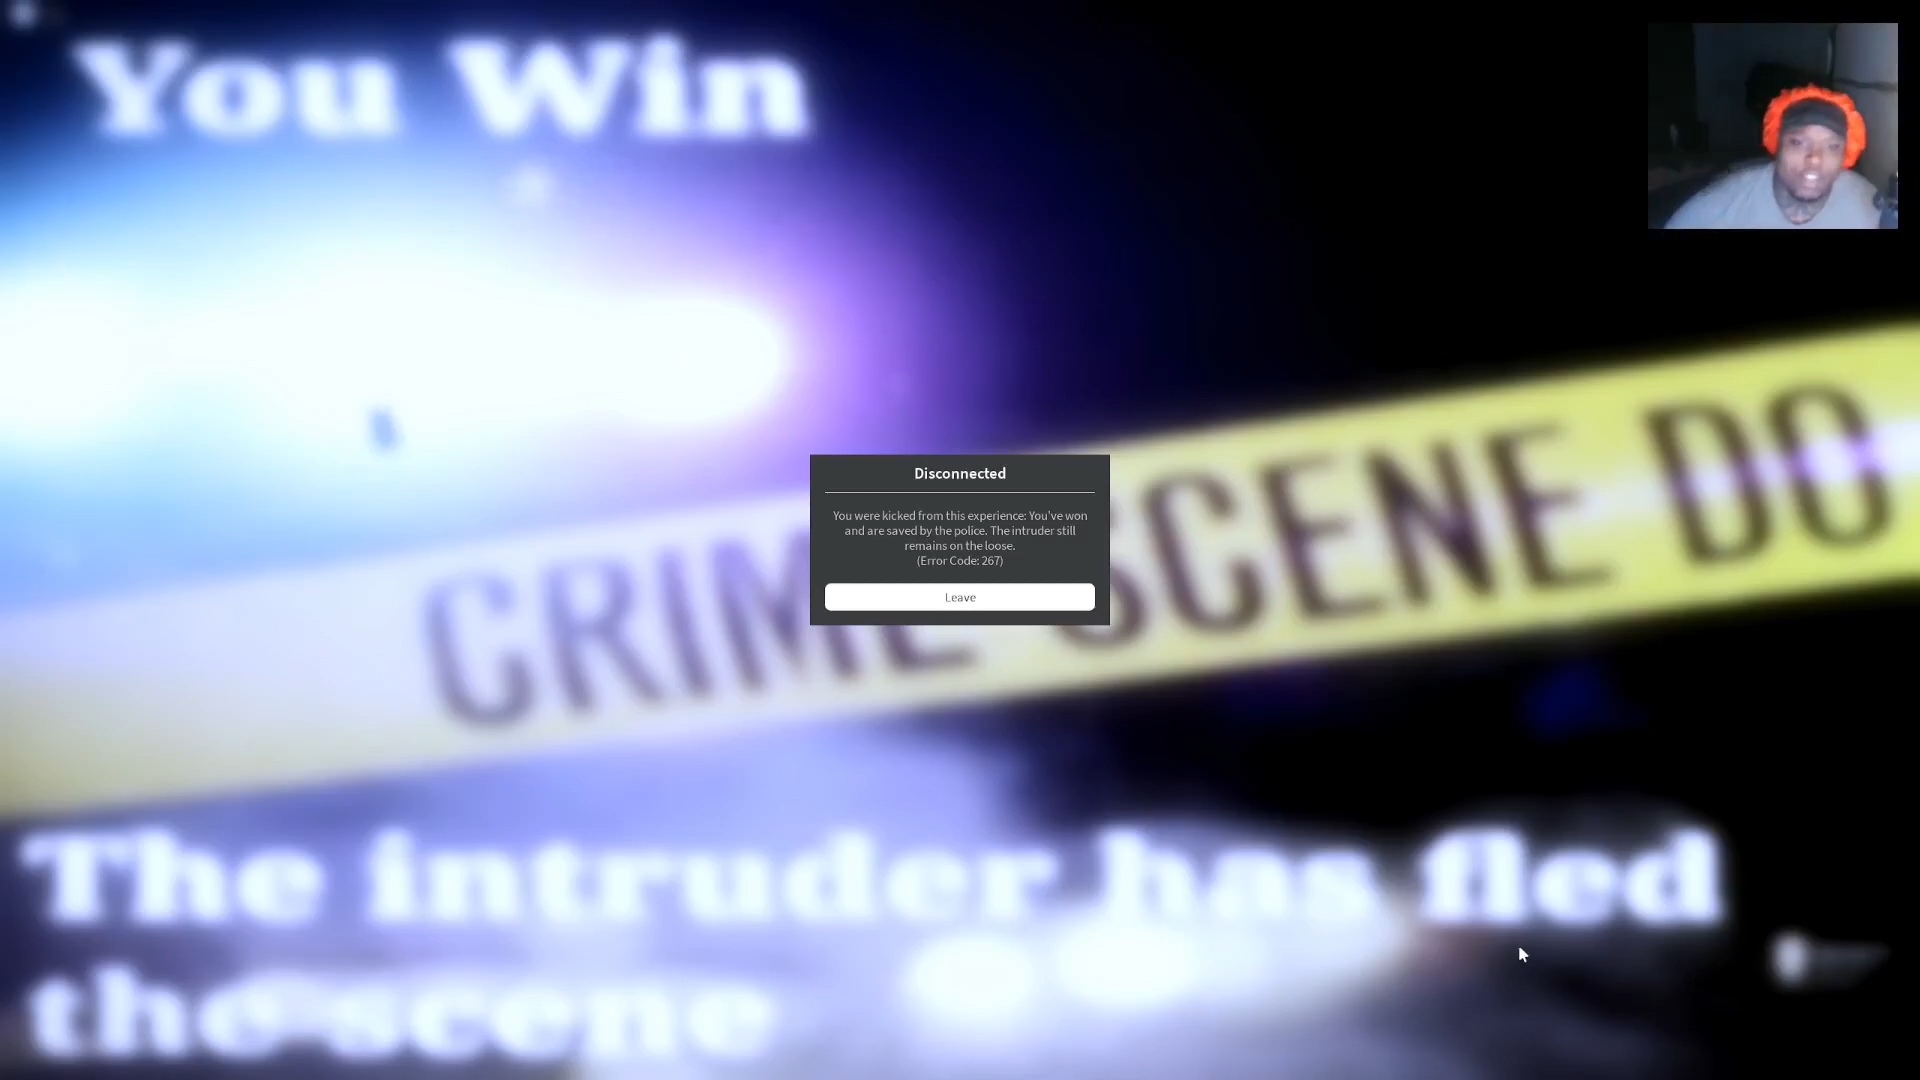 You Win
CRIME SCENE DO
Disconnected
You were kicked from this experience: You've won
and are saved by the police. The intruder still
remains on the loose.
(Error Code: 267)
Leave
The intruder has fled
the scene